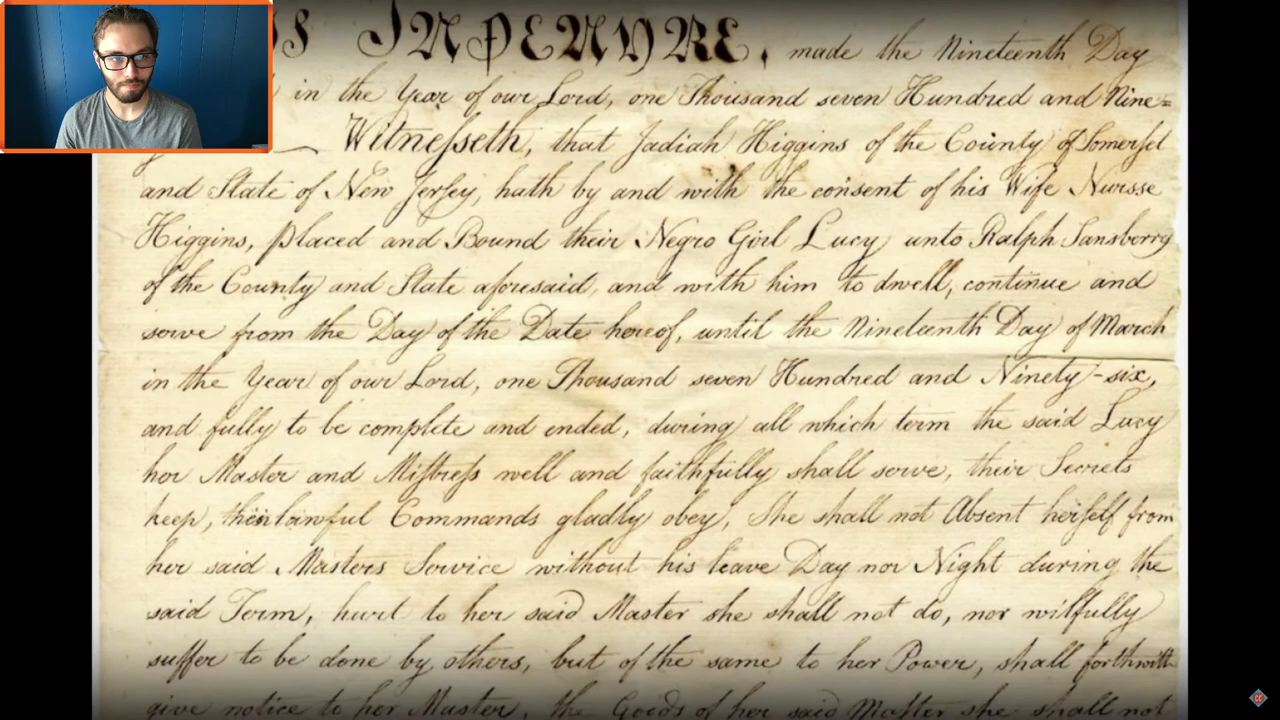 IS INDENURE, made the Nineteenth Day
in the Year of our Lord, one Thousand seven Hundred and Nine=
Witnesseth, that Jadiah Higgins of the County of Somerset
and State of New Jersey, hath by and with the consent of his Wife Nursse
Higgins, placed and Bound their Negro Girl Lucy unto Ralph Sansberry
of the County and State aforesaid, and with him to dwell, continue and
serve from the Day of the Date hereof, until the Nineteenth Day of March
in the Year of our Lord, one Thousand seven Hundred and Ninety-six,
and fully to be complete and ended, during all which term the said Lucy
her Master and Mistress well and faithfully shall serve, their Secrets
keep, their lawful Commands gladly obey, She shall not Absent herself from
her said Masters Service without his leave Day nor Night during the
said Term, hurt to her said Master she shall not do, nor wilfully
suffer to be done by others, but of the same to her Power, shall forthwith
give notice to her Master, the Goods of her said Master she shall not